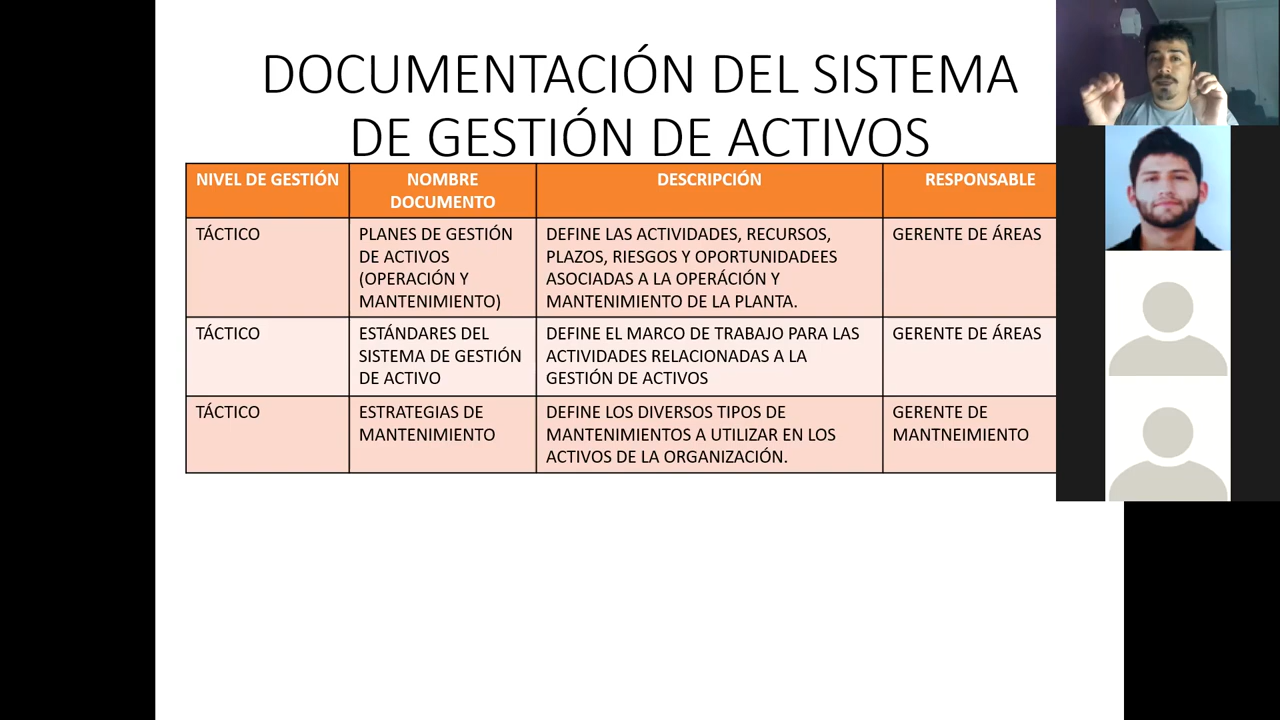 DOCUMENTACIÓN DEL SISTEMA
DE GESTIÓN DE ACTIVOS
NIVEL DE GESTIÓN
NOMBRE
DOCUMENTO
DESCRIPCIÓN
RESPONSABLE
TÁCTICO
PLANES DE GESTIÓN
DE ACTIVOS
(OPERACIÓN Y
MANTENIMIENTO)
DEFINE LAS ACTIVIDADES, RECURSOS,
PLAZOS, RIESGOS Y OPORTUNIDADEES
ASOCIADAS A LA OPERÁCIÓN Y
MANTENIMIENTO DE LA PLANTA.
GERENTE DE ÁREAS
TÁCTICO
ESTÁNDARES DEL
SISTEMA DE GESTIÓN
DE ACTIVO
DEFINE EL MARCO DE TRABAJO PARA LAS
ACTIVIDADES RELACIONADAS A LA
GESTIÓN DE ACTIVOS
GERENTE DE ÁREAS
TÁCTICO
ESTRATEGIAS DE
MANTENIMIENTO
DEFINE LOS DIVERSOS TIPOS DE
MANTENIMIENTOS A UTILIZAR EN LOS
ACTIVOS DE LA ORGANIZACIÓN.
GERENTE DE
MANTNEIMIENTO